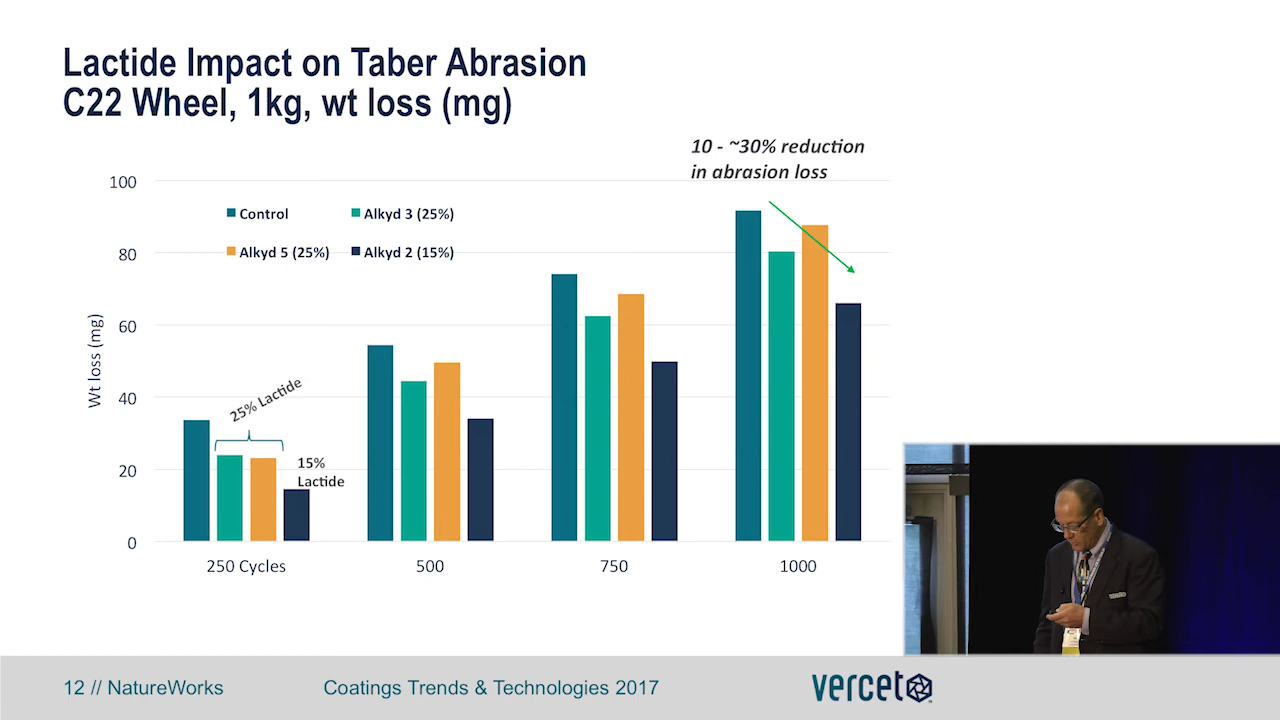 Lactide Impact on Taber Abrasion
C22 Wheel, 1kg, wt loss (mg)
10 - ~30% reduction
in abrasion loss
100
Control
Alkyd 3 (25%)
Alkyd 5 (25%)
Alkyd 2 (15%)
80
60
40
20
0
Wt loss (mg)
25% Lactide
15%
Lactide
250 Cycles
500
750
1000
12 // NatureWorks
Coatings Trends & Technologies 2017
vercet